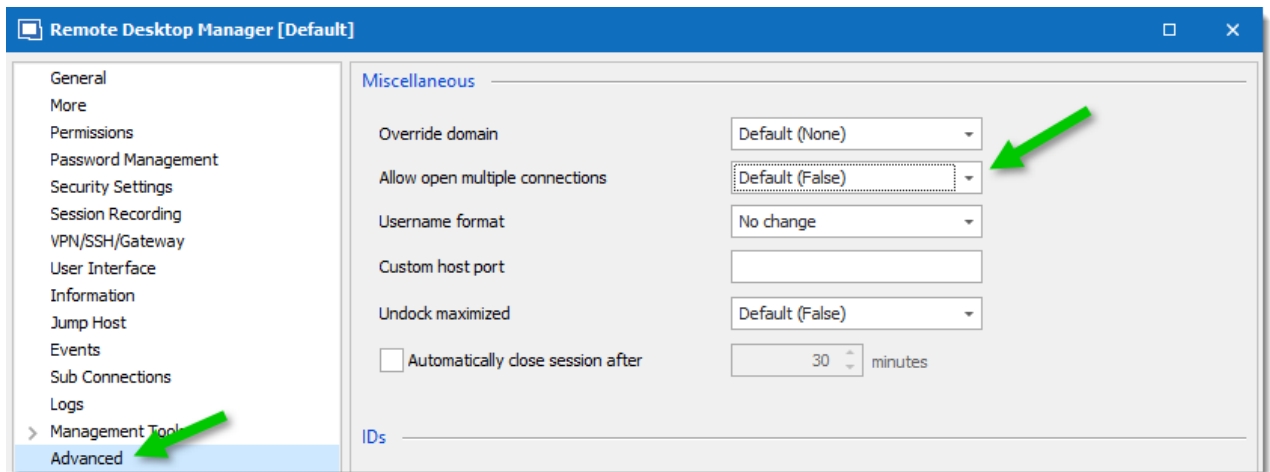 Remote Desktop Manager [Default]
General
More
Permissions
Password Management
Security Settings
Session Recording
VPN/SSH/Gateway
User Interface
Information
Jump Host
Events
Sub Connections
Logs
Management Tools
Advanced
Miscellaneous
Override domain Default (None)
Allow open multiple connections Default (False)
Username format No change
Custom host port
Undock maximized Default (False)
Automatically close session after 30 minutes
IDs